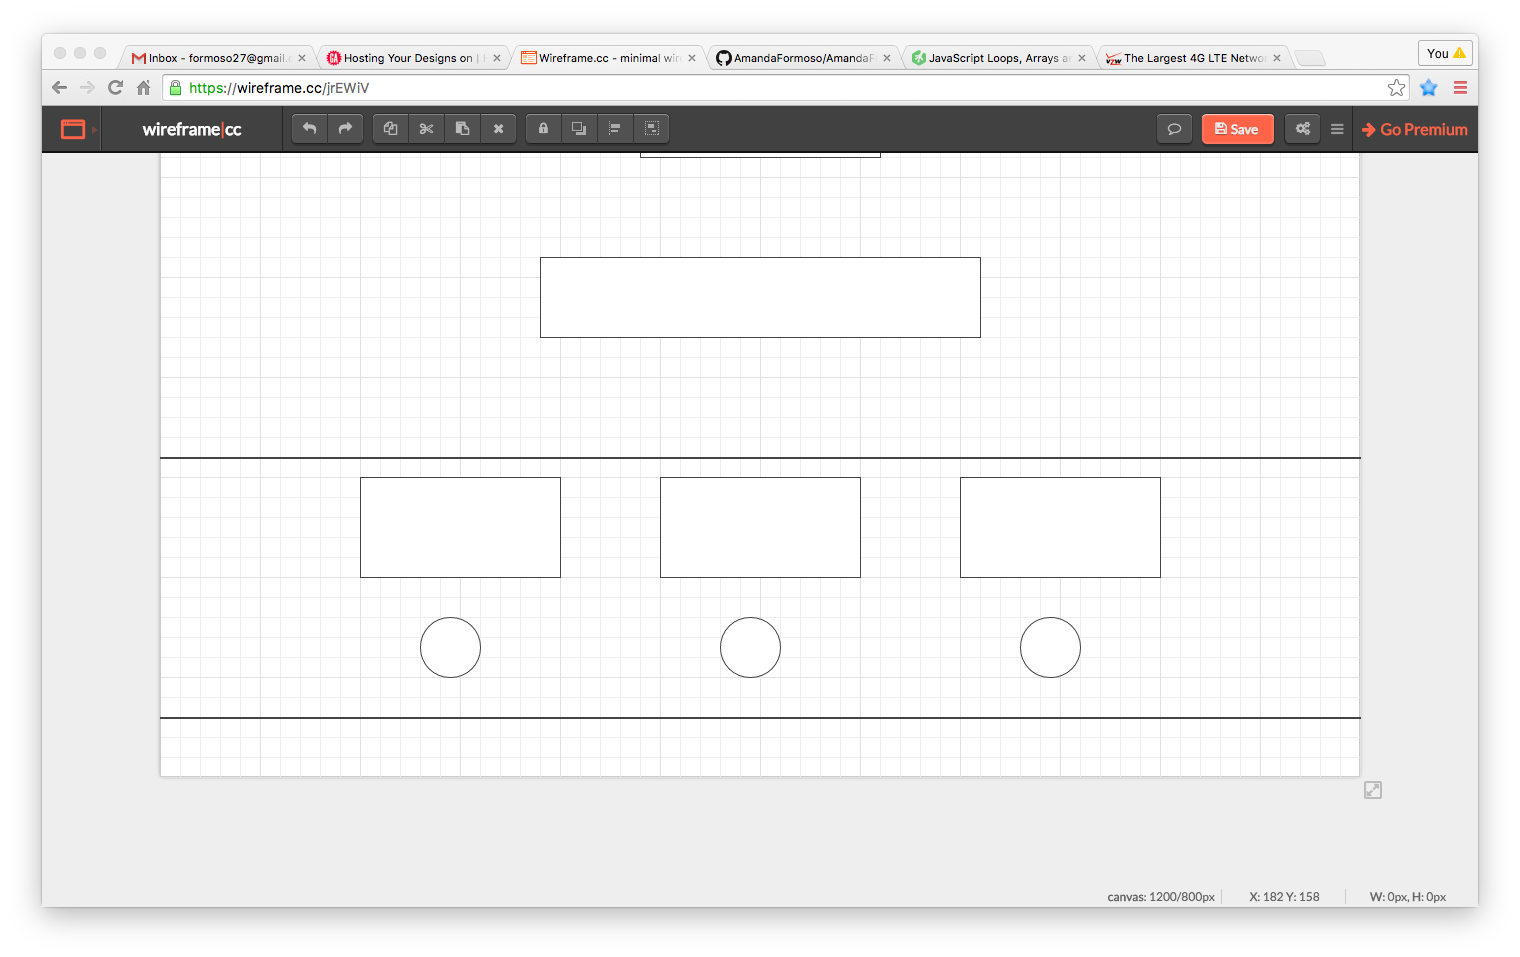 Inbox - formoso27@gmail.c
Hosting Your Designs on |
Wireframe.cc - minimal wir
AmandaFormoso/AmandaF
JavaScript Loops, Arrays a
The Largest 4G LTE Networ
You
https://wireframe.cc/jrEWiV
wireframe|cc
Save
Go Premium
canvas: 1200/800px
X: 182 Y: 158
W: 0px, H: 0px